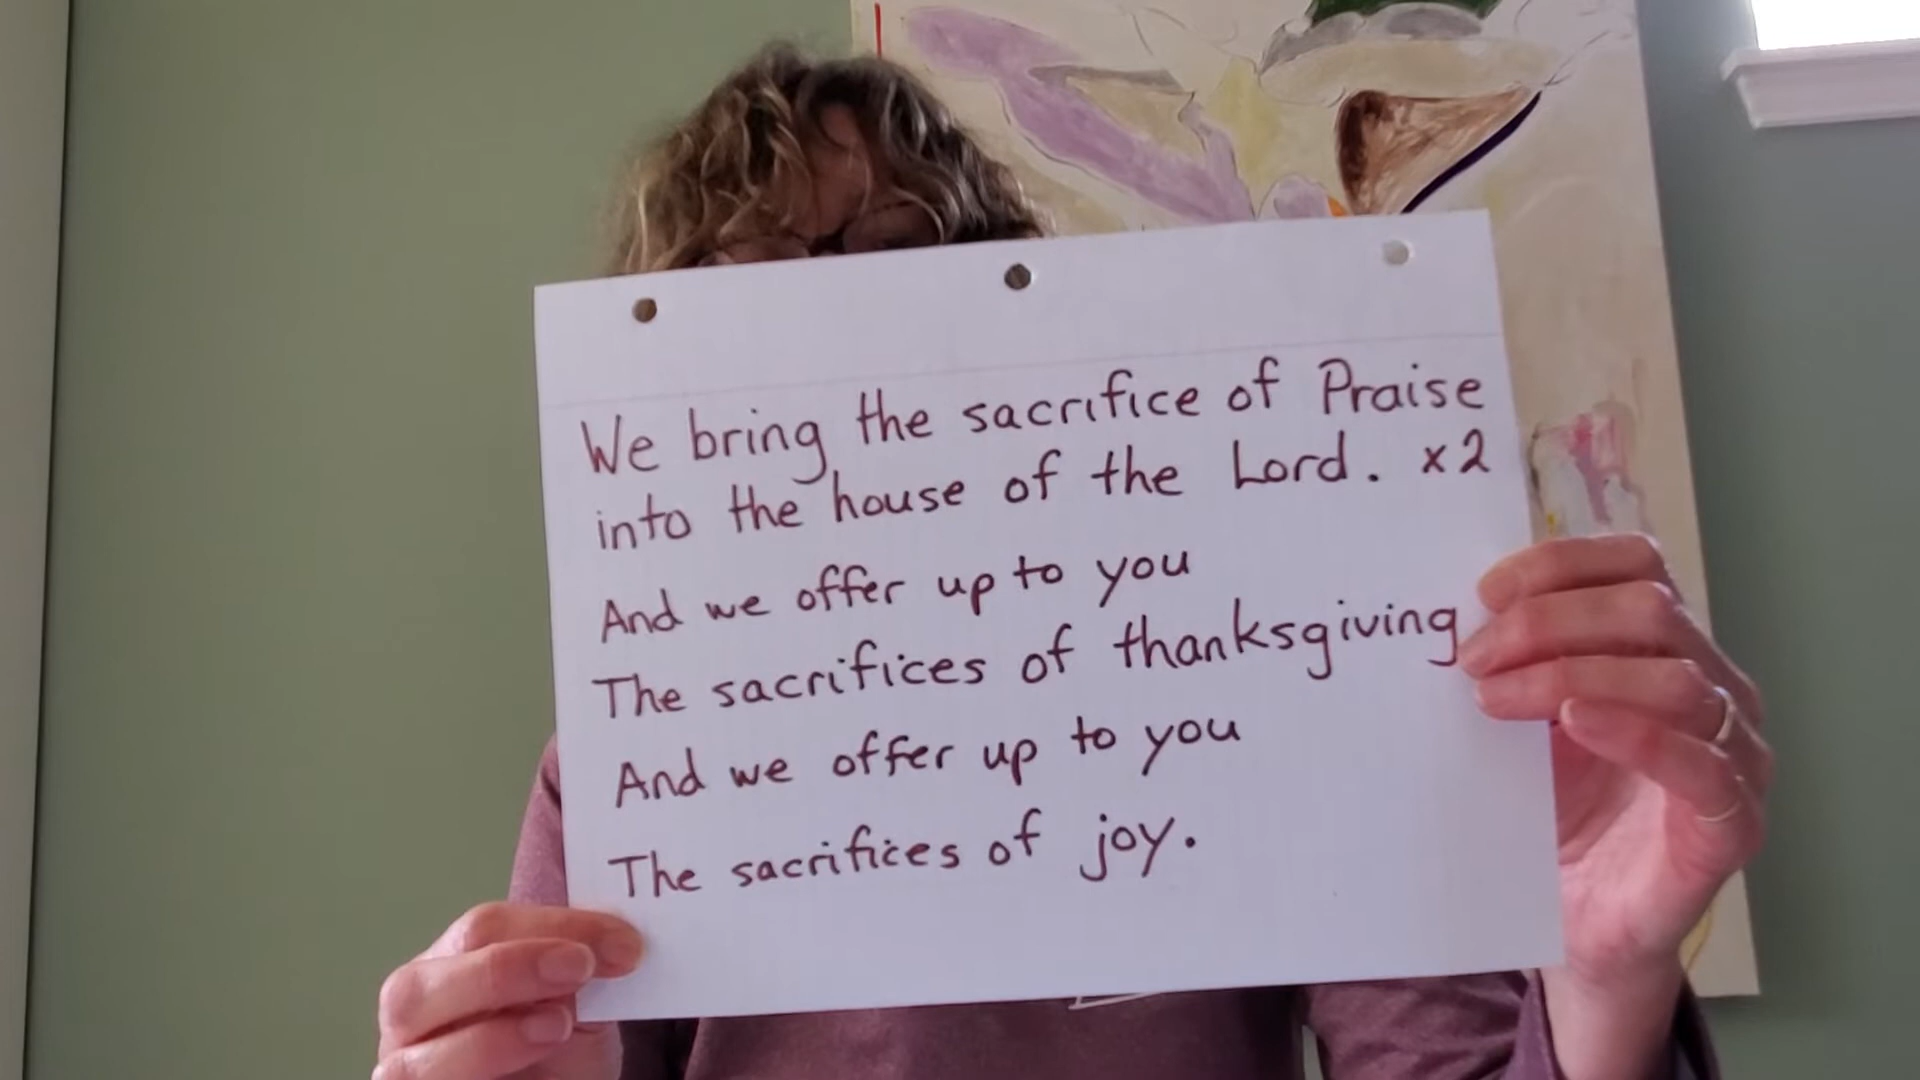 We bring the sacrifice of Praise
into the house of the Lord. x2
And we offer up to you
The sacrifices of thanksgiving
And we offer up to you
The sacrifices of joy.